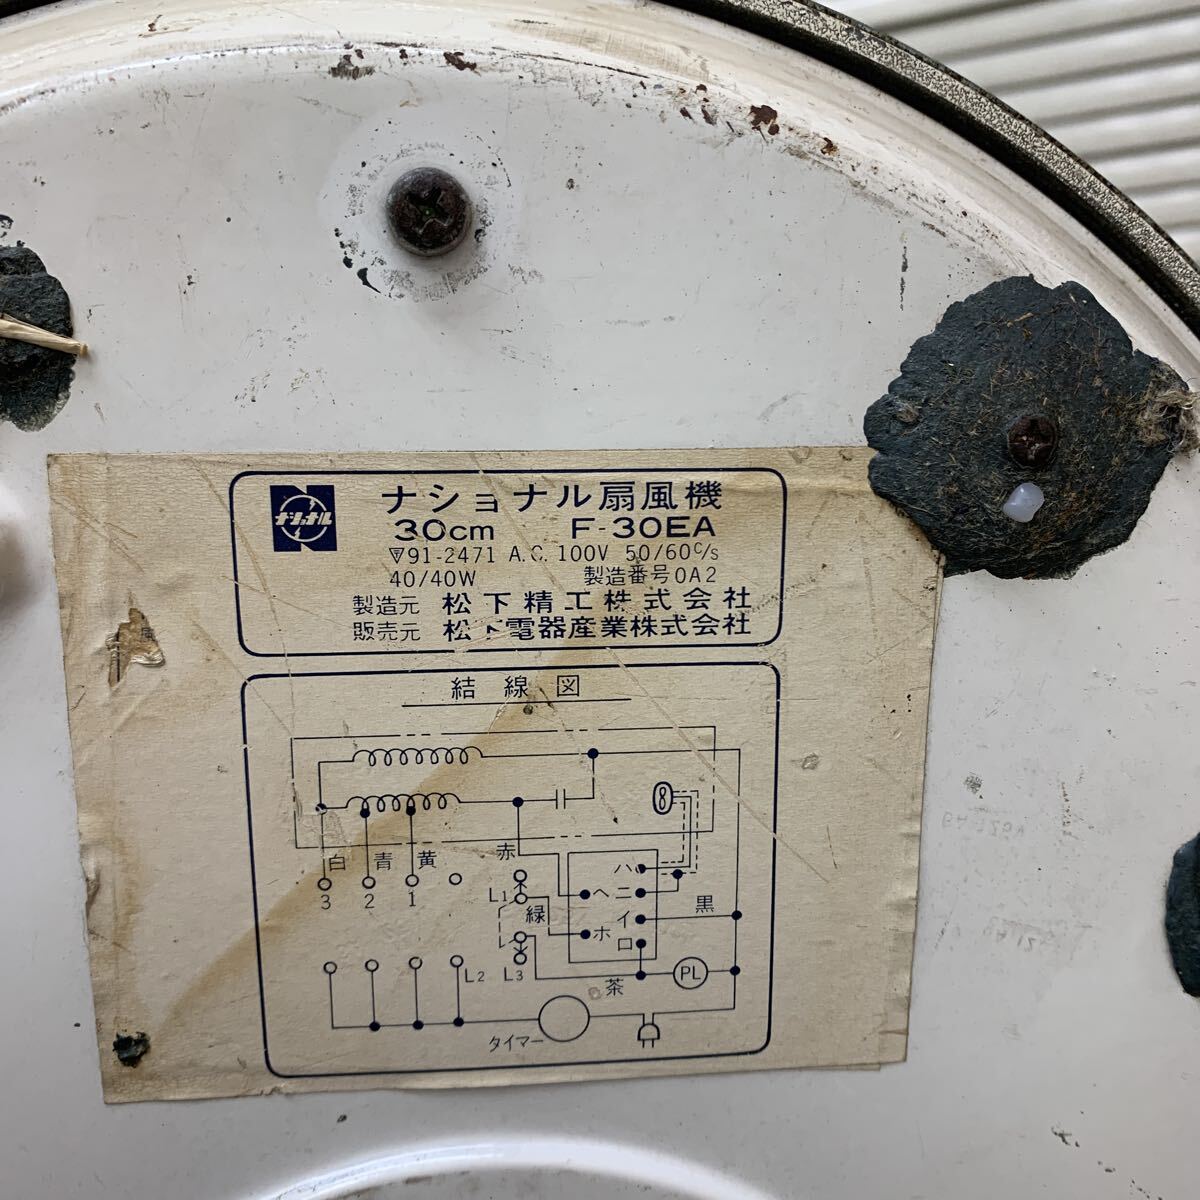 ナショナル
ナショナル扇風機
30cm F-30EA
91-2471 A.C. 100V 50/60c/s
40/40W 製造番号0A2
製造元 松下精工株式会社
販売元 松下電器産業株式会社
結線図
白 青 黄 赤
3 2 1
L1 緑
L2 L3
ハ
ヘ ニ
イ 黒
ホ ロ
茶 PL
タイマー